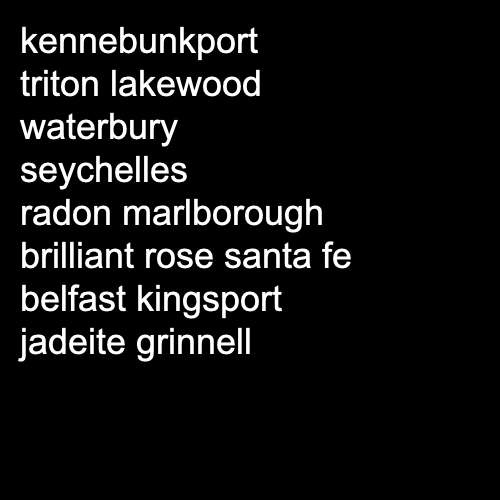 kennebunkport
triton lakewood
waterbury
seychelles
radon marlborough
brilliant rose santa fe
belfast kingsport
jadeite grinnell